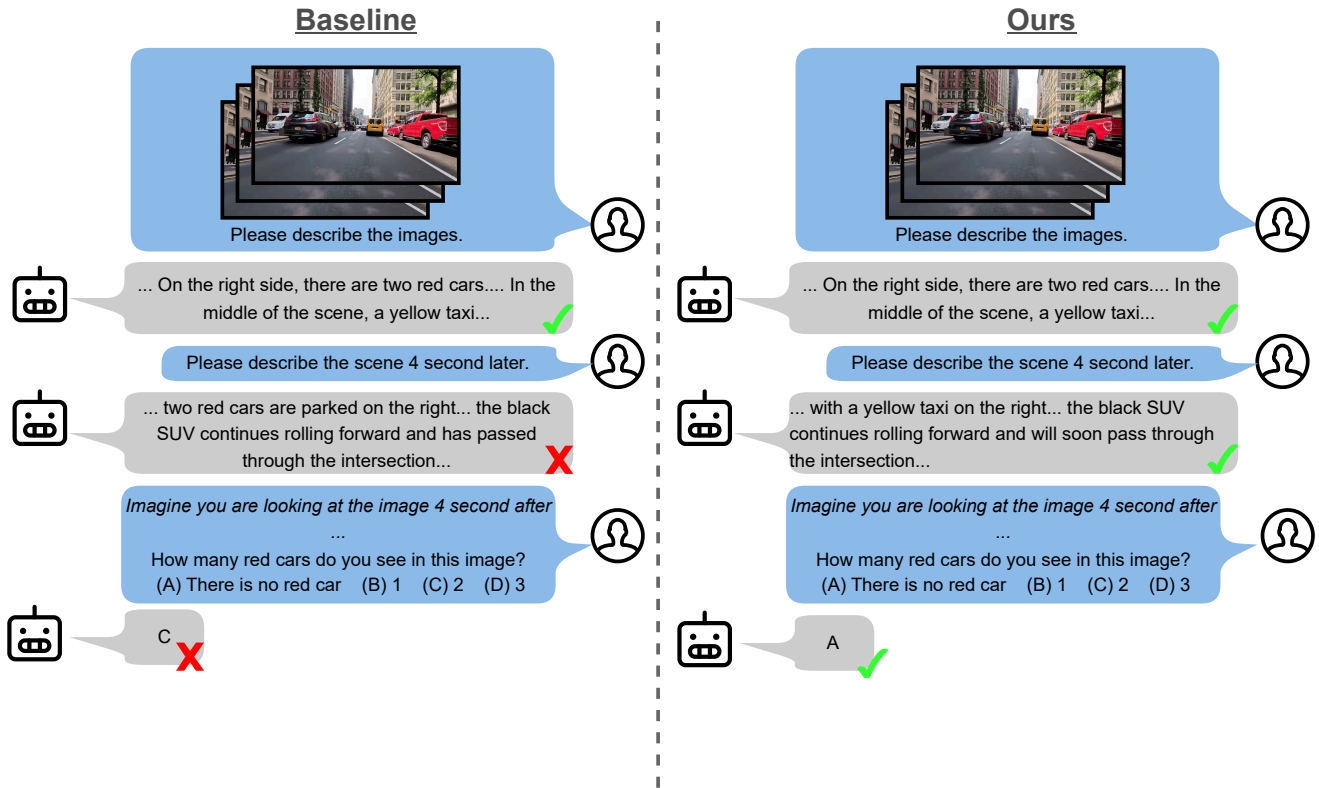 Baseline
Please describe the images.
... On the right side, there are two red cars.... In the
middle of the scene, a yellow taxi...
Please describe the scene 4 second later.
... two red cars are parked on the right... the black
SUV continues rolling forward and has passed
through the intersection...
Imagine you are looking at the image 4 second after
...
How many red cars do you see in this image?
(A) There is no red car (B) 1 (C) 2 (D) 3
C
X
Ours
Please describe the images.
... On the right side, there are two red cars.... In the
middle of the scene, a yellow taxi...
Please describe the scene 4 second later.
... with a yellow taxi on the right... the black SUV
continues rolling forward and will soon pass through
the intersection...
Imagine you are looking at the image 4 second after
...
How many red cars do you see in this image?
(A) There is no red car (B) 1 (C) 2 (D) 3
A